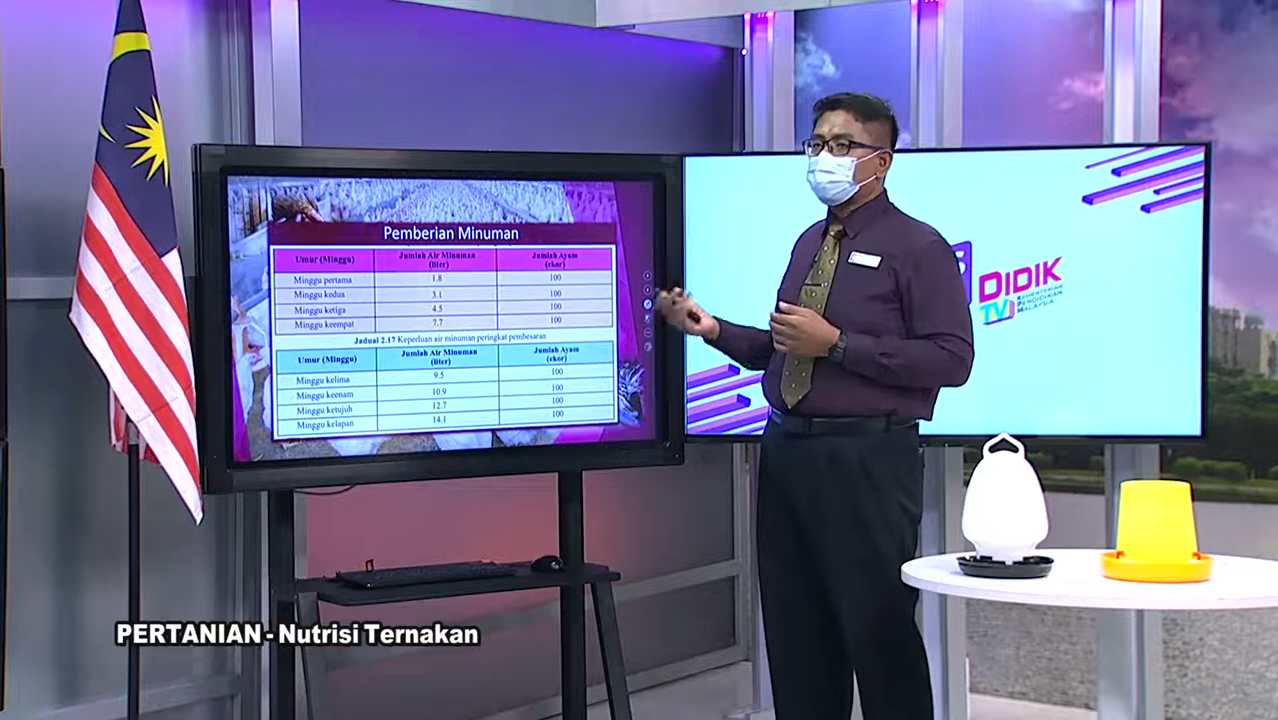 Pemberian Minuman
Umur (Minggu) Jumlah Air Minuman (liter) Jumlah Ayam (ekor)
Minggu pertama 1.8 100
Minggu kedua 3.1 100
Minggu ketiga 4.5 100
Minggu keempat 7.7 100
Jadual 2.17 Keperluan air minuman peringkat pembesaran
Umur (Minggu) Jumlah Air Minuman (liter) Jumlah Ayam (ekor)
Minggu kelima 9.5 100
Minggu keenam 10.9 100
Minggu ketujuh 12.7 100
Minggu kelapan 14.1 100
DIDIK
TV
KEMENTERIAN
PENDIDIKAN
MALAYSIA
PERTANIAN - Nutrisi Ternakan